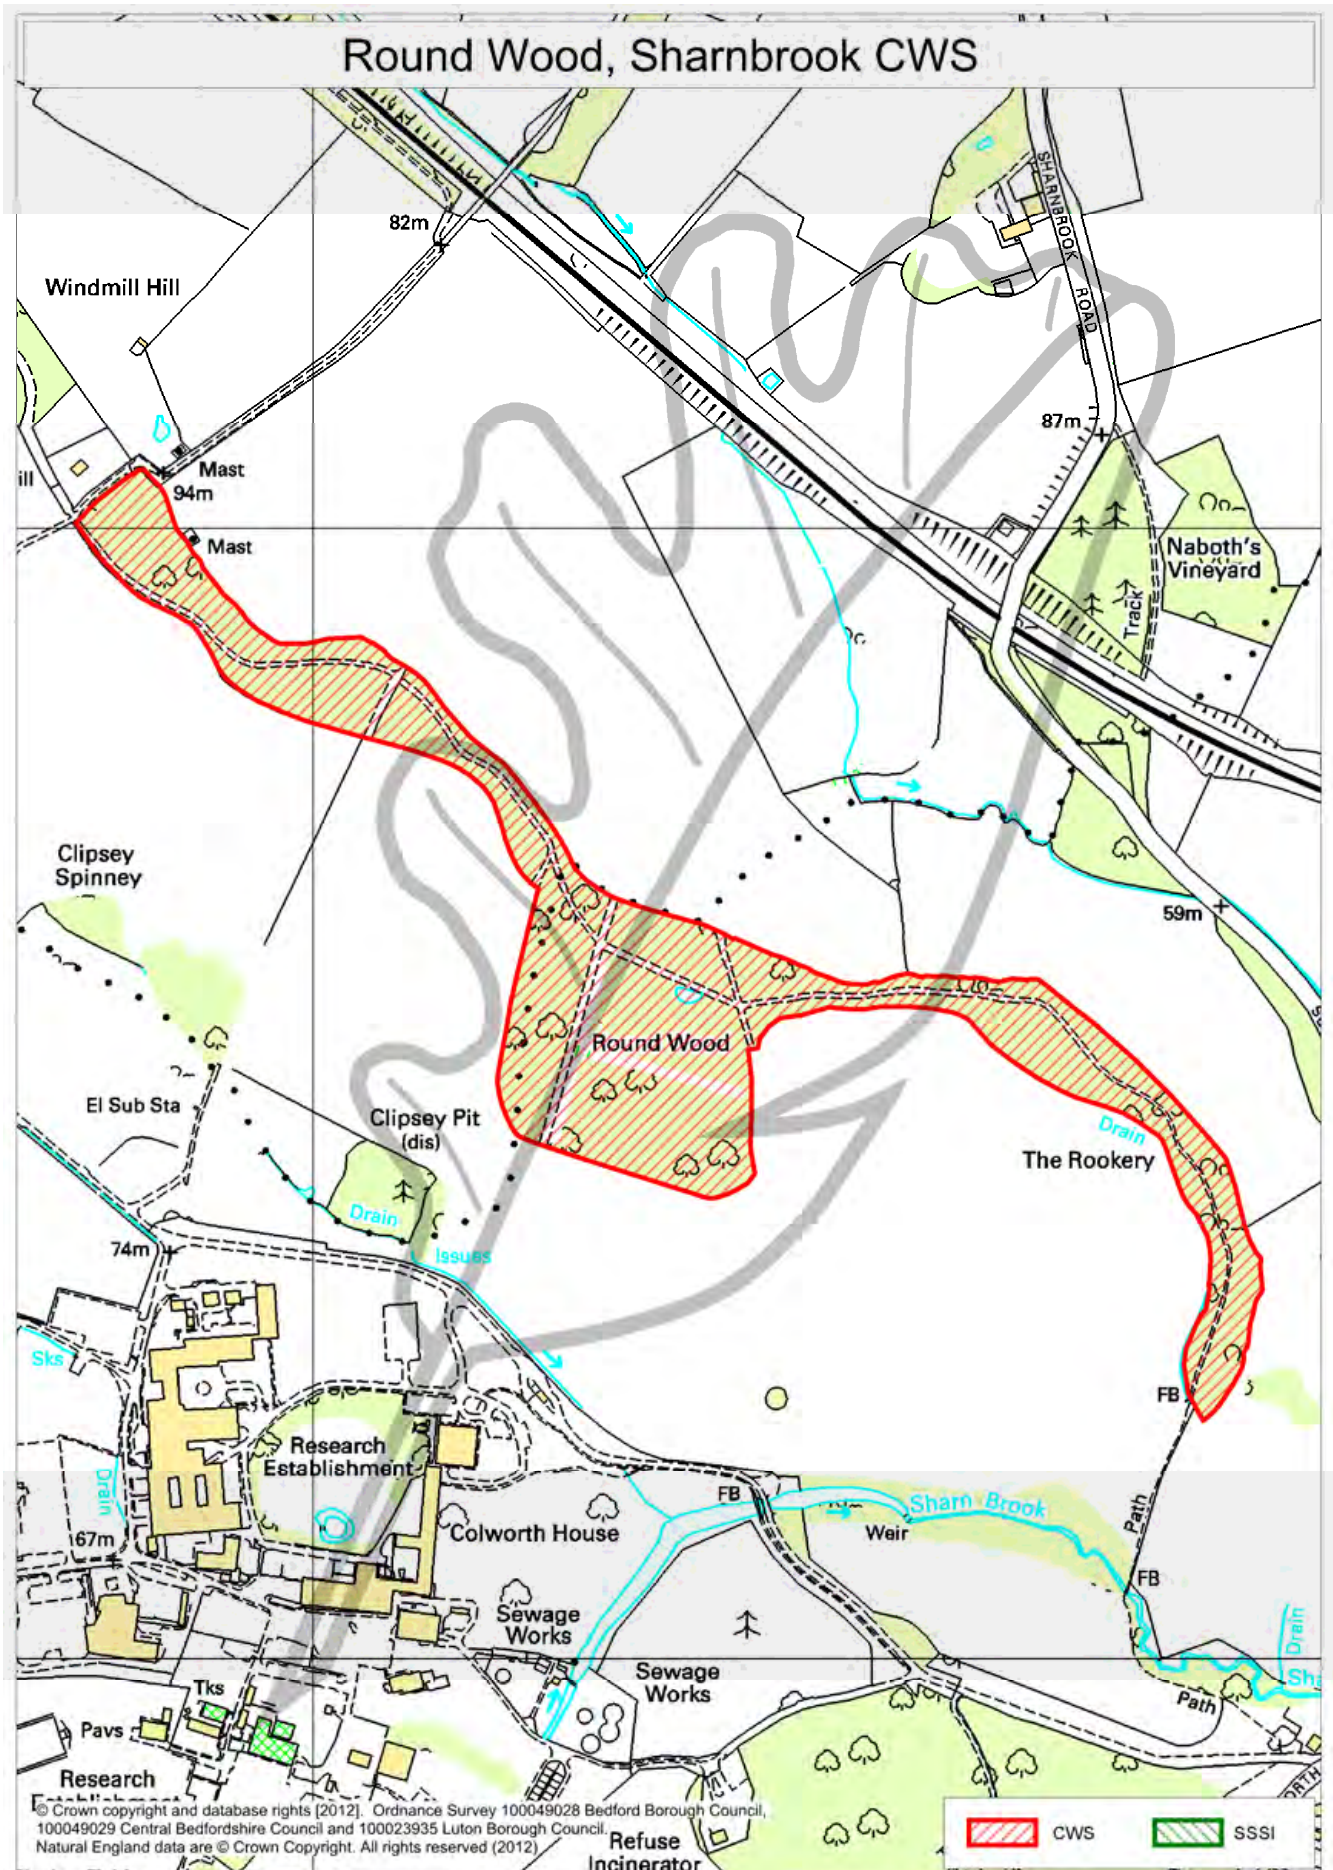 Round Wood, Sharnbrook CWS
SHARNBROOK
ROAD
82m
Windmill Hill
87m
Mast
94m
ill
Mast
Naboth's
Vineyard
Track
Clipsey
Spinney
59m
Round Wood
El Sub Sta
Clipsey Pit
(dis)
Drain
The Rookery
Drain
74m
Issues
Sks
FB
Research
Establishment
Drain
FB
Sharn Brook
Path
Colworth House
Weir
67m
FB
Sewage
Works
Drain
Sewage
Works
Sha
Tks
Path
Pavs
Research
© Crown copyright and database rights [2012]. Ordnance Survey 100049028 Bedford Borough Council,
100049029 Central Bedfordshire Council and 100023935 Luton Borough Council.
Natural England data are © Crown Copyright. All rights reserved (2012)
Refuse
Incinerator
ORTH
CWS
SSSI